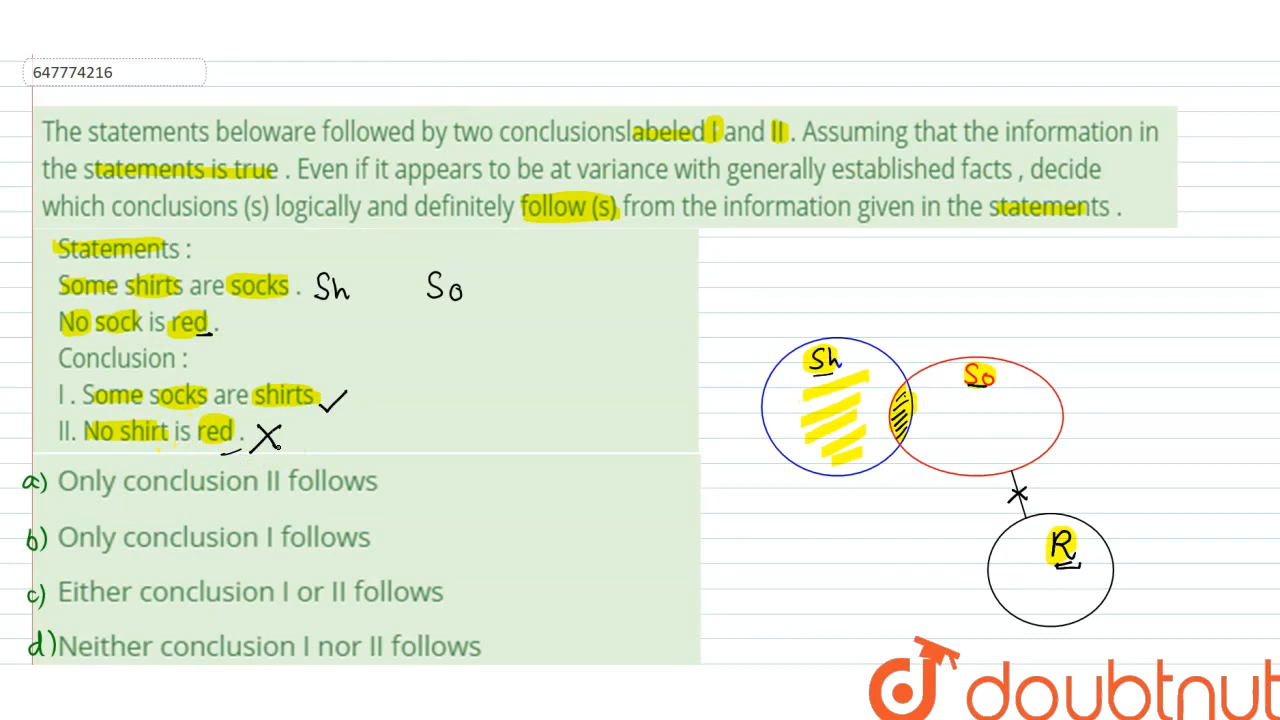 647774216
The statements beloware followed by two conclusionslabeled I and II . Assuming that the information in
the statements is true . Even if it appears to be at variance with generally established facts , decide
which conclusions (s) logically and definitely follow (s) from the information given in the statements .
Statements :
Some shirts are socks . Sh So
No sock is red .
Conclusion :
I . Some socks are shirts
II. No shirt is red .
a) Only conclusion II follows
b) Only conclusion I follows
c) Either conclusion I or II follows
d) Neither conclusion I nor II follows
Sh
So
R
doubtnut